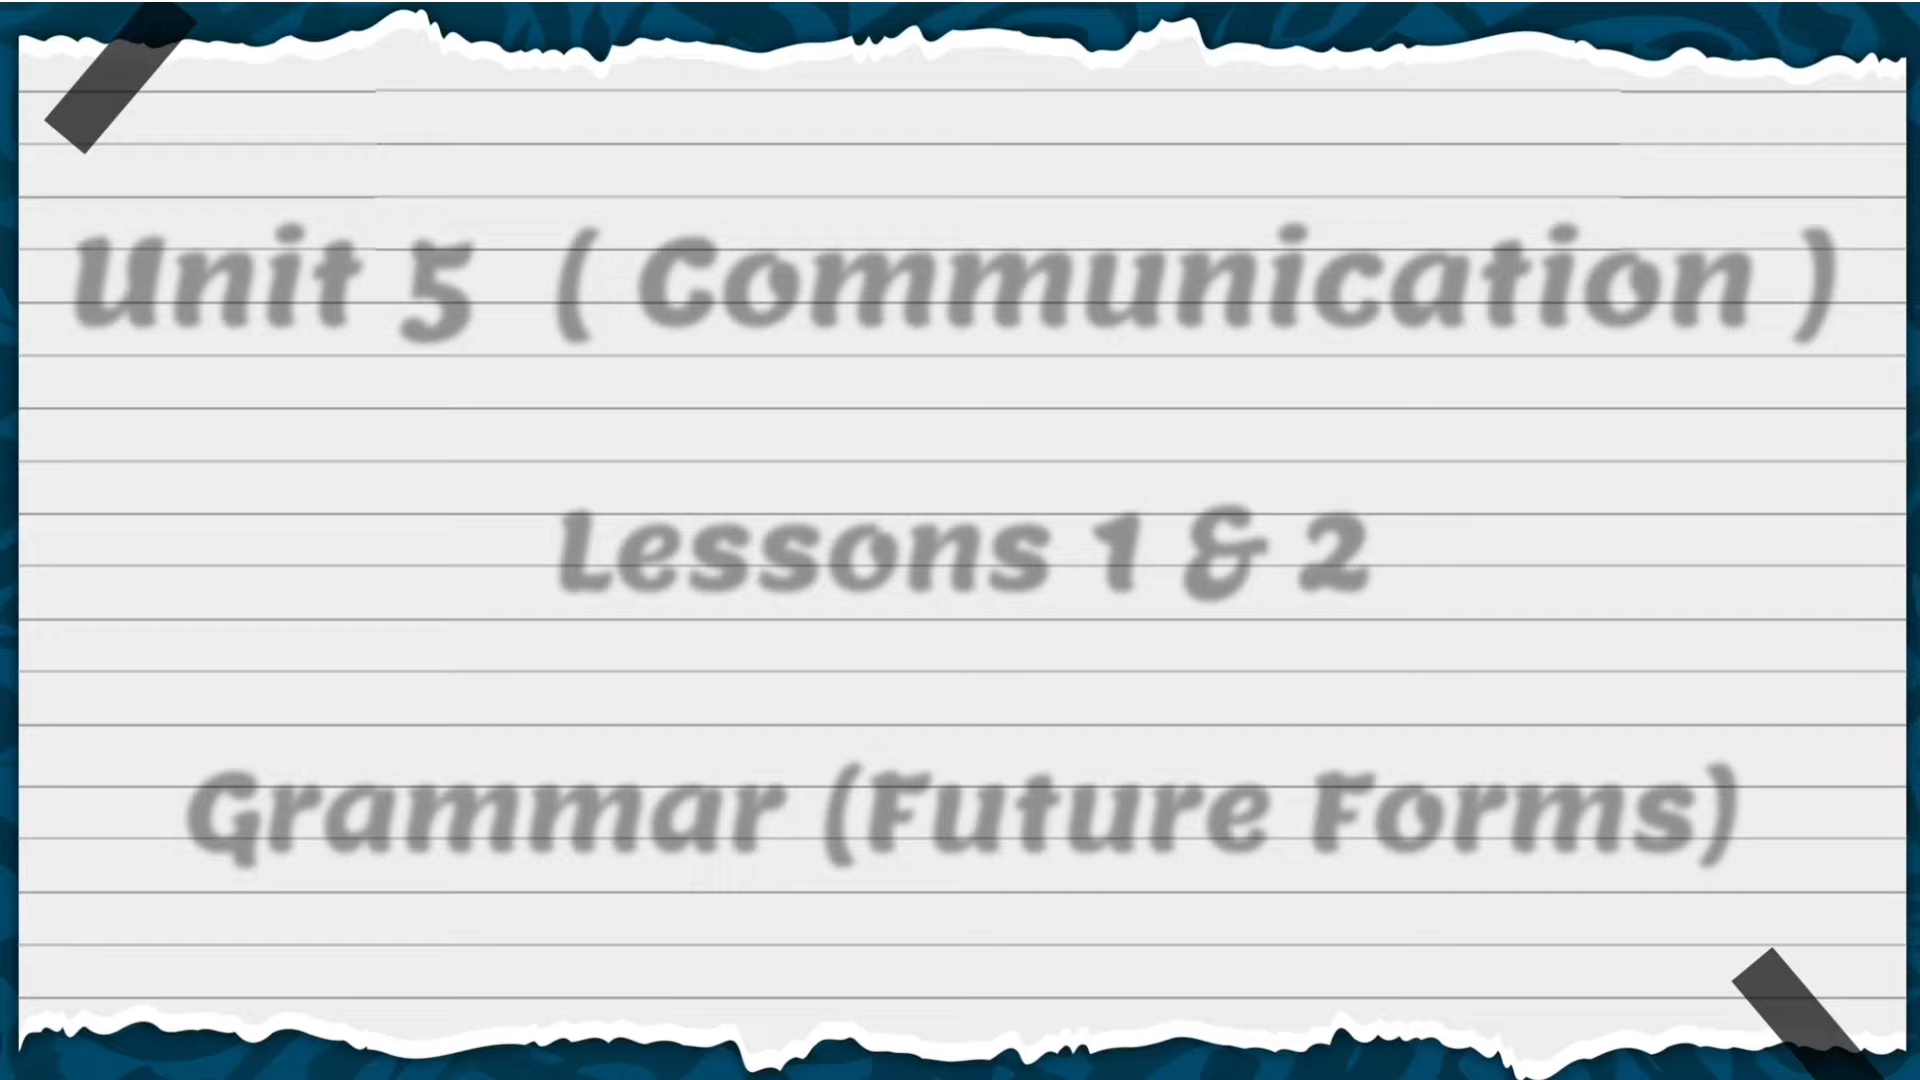 Unit 5 ( Communication )
Lessons 1 & 2
Grammar (Future Forms)